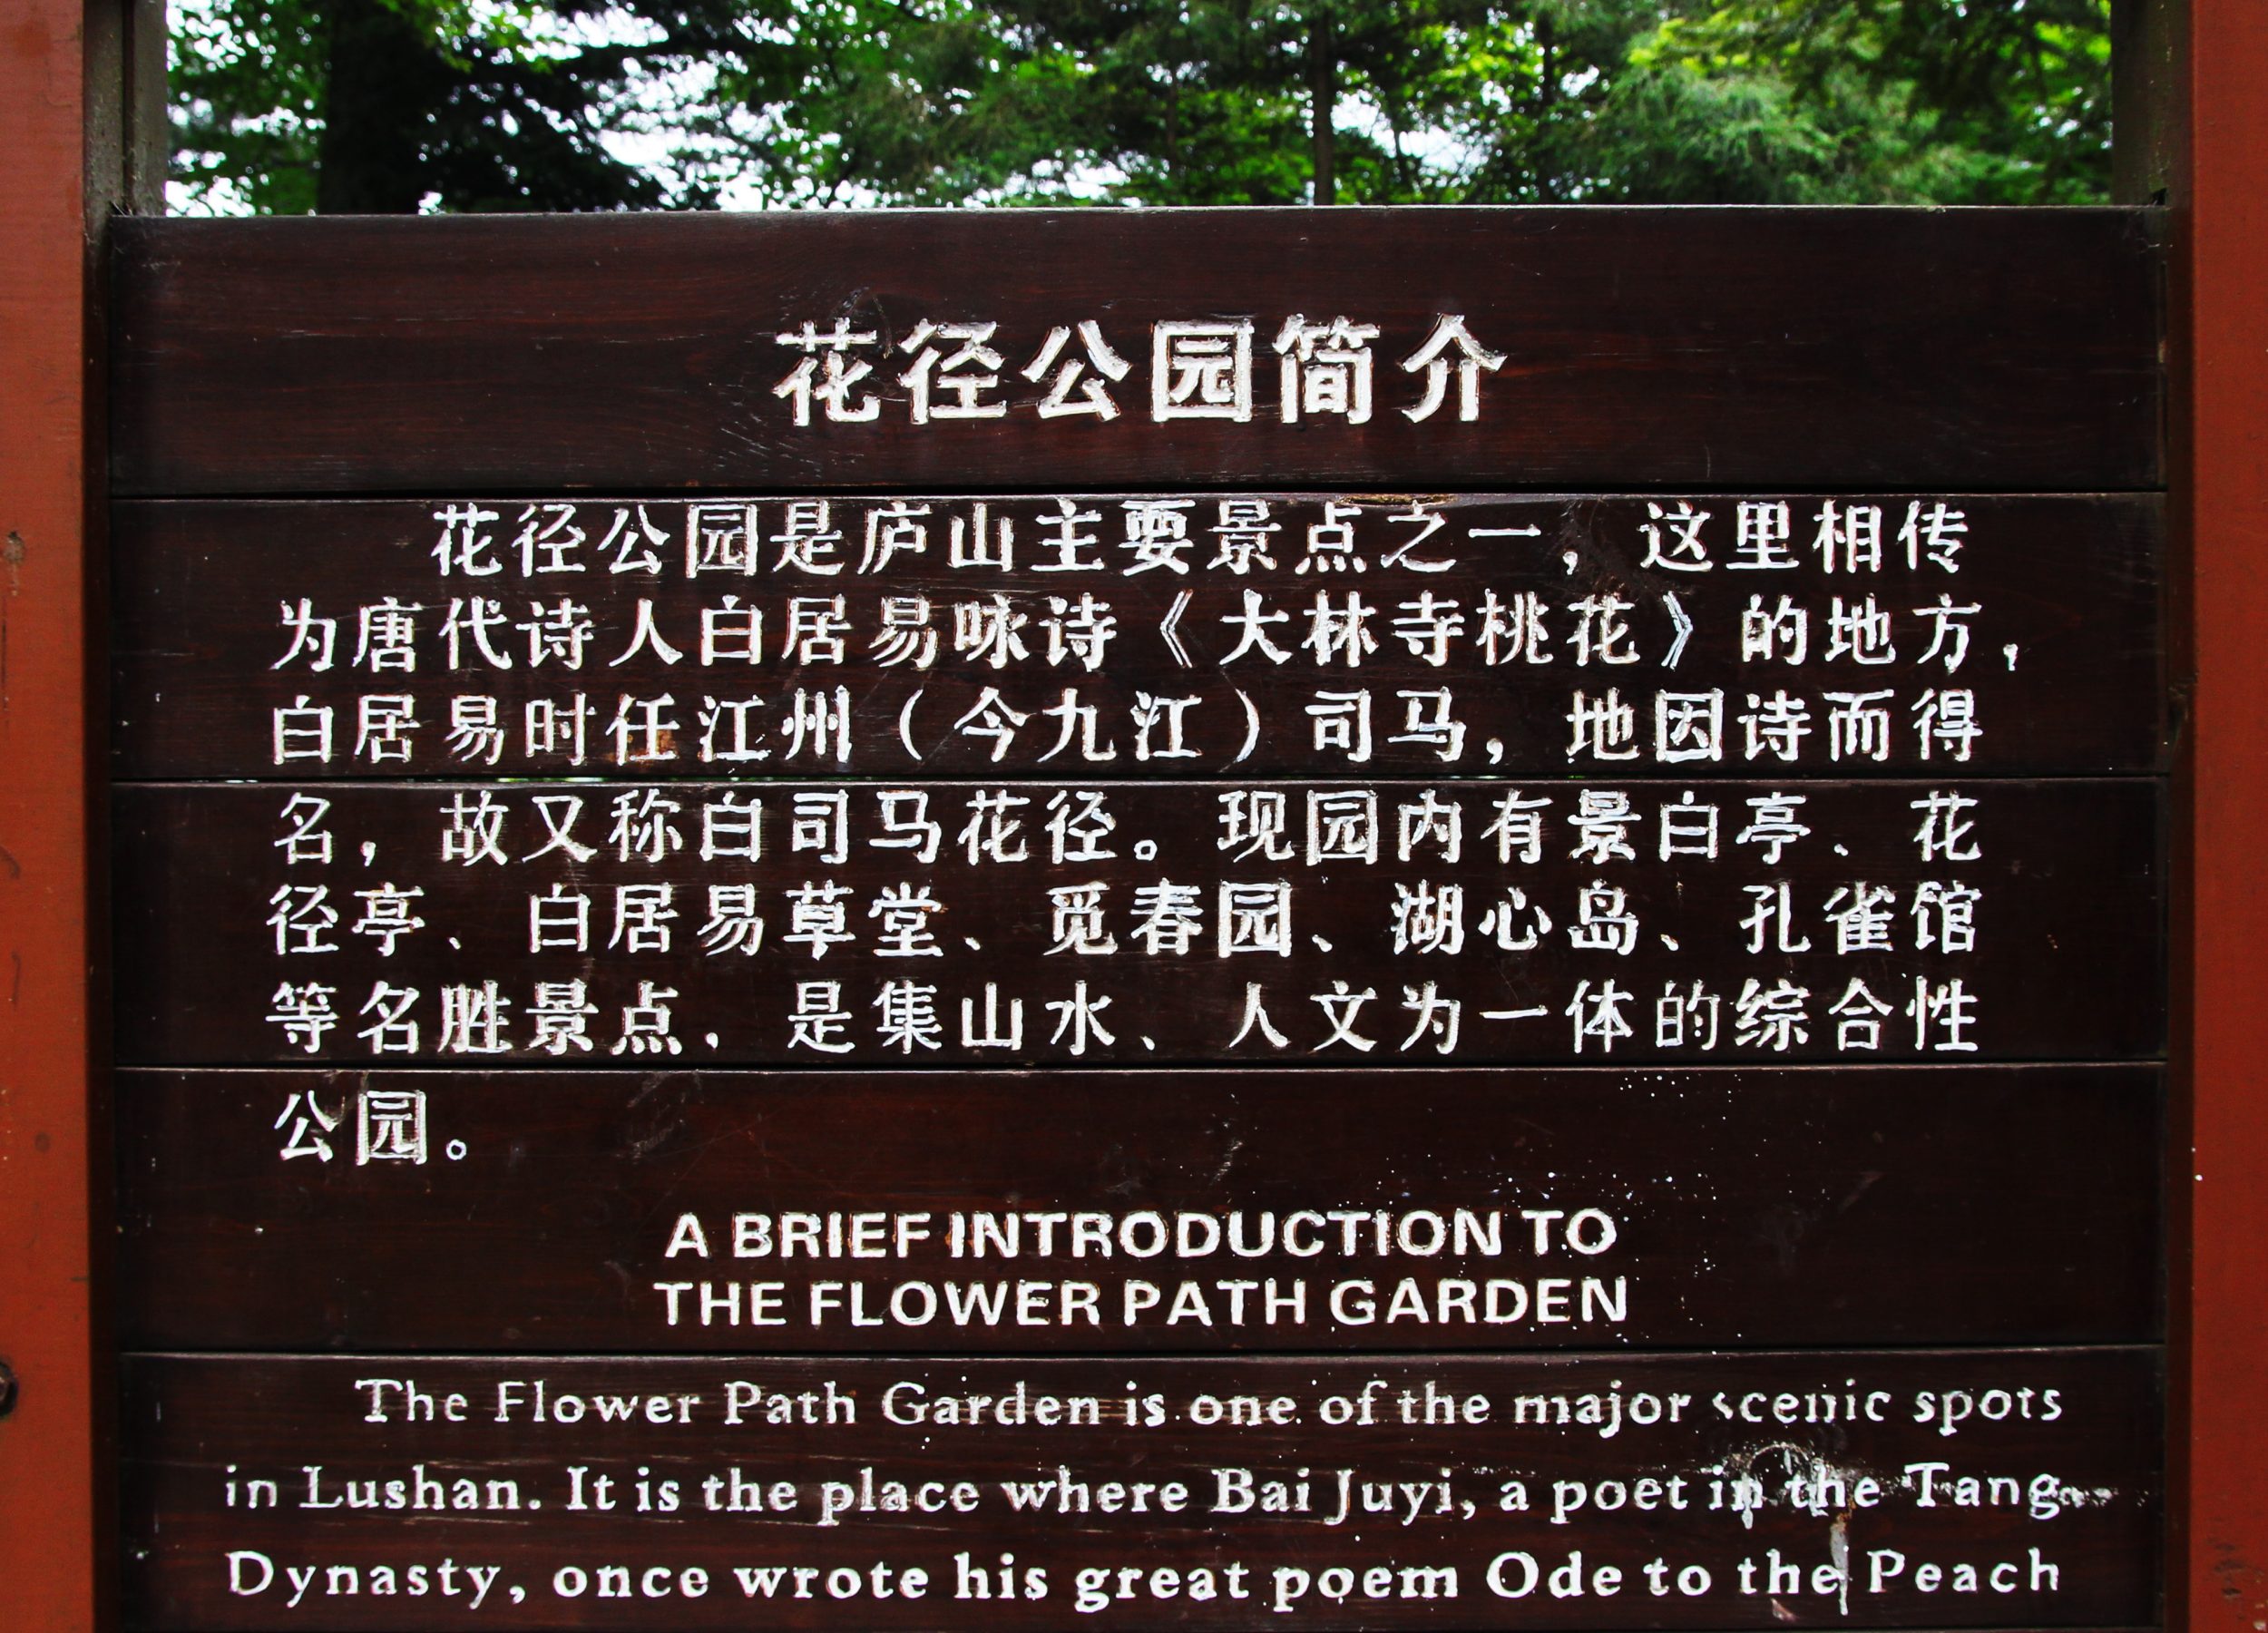 花径公园简介
花径公园是庐山主要景点之一，这里相传
为唐代诗人白居易咏诗《大林寺桃花》的地方，
白居易时任江州（今九江）司马，地因诗而得
名，故又称白司马花径。现园内有景白亭、花
径亭、白居易草堂、觅春园、湖心岛、孔雀馆
等名胜景点，是集山水、人文为一体的综合性
公园。
A BRIEF INTRODUCTION TO
THE FLOWER PATH GARDEN
The Flower Path Garden is one of the major scenic spots
in Lushan. It is the place where Bai Juyi, a poet in the Tang
Dynasty, once wrote his great poem Ode to the Peach